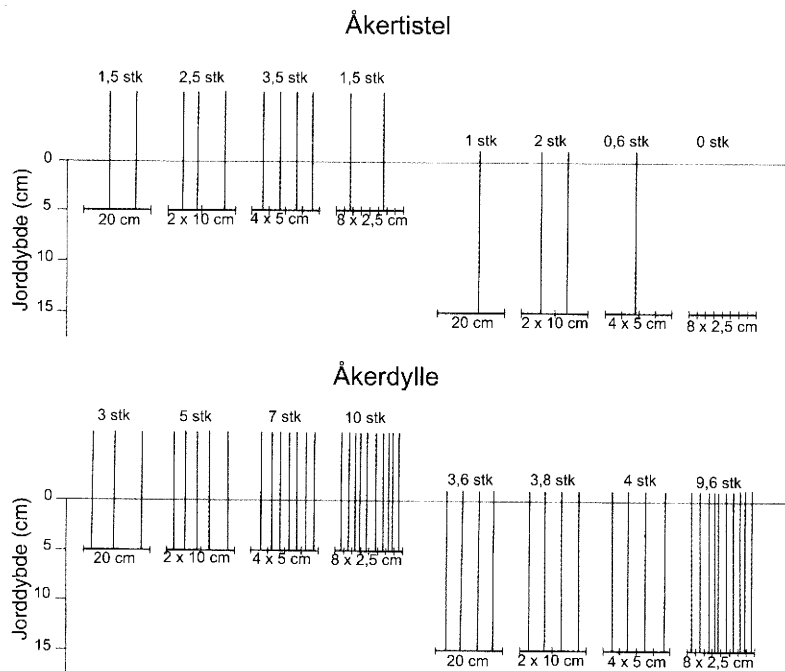 Åkertistel
1,5 stk 2,5 stk 3,5 stk 1,5 stk
1 stk 2 stk 0,6 stk 0 stk
0
5
10
15
Jorddybde (cm)
20 cm 2 x 10 cm 4 x 5 cm 8 x 2,5 cm
20 cm 2 x 10 cm 4 x 5 cm 8 x 2,5 cm
Åkerdylle
3 stk 5 stk 7 stk 10 stk
3,6 stk 3,8 stk 4 stk 9,6 stk
0
5
10
15
Jorddybde (cm)
20 cm 2 x 10 cm 4 x 5 cm 8 x 2,5 cm
20 cm 2 x 10 cm 4 x 5 cm 8 x 2,5 cm